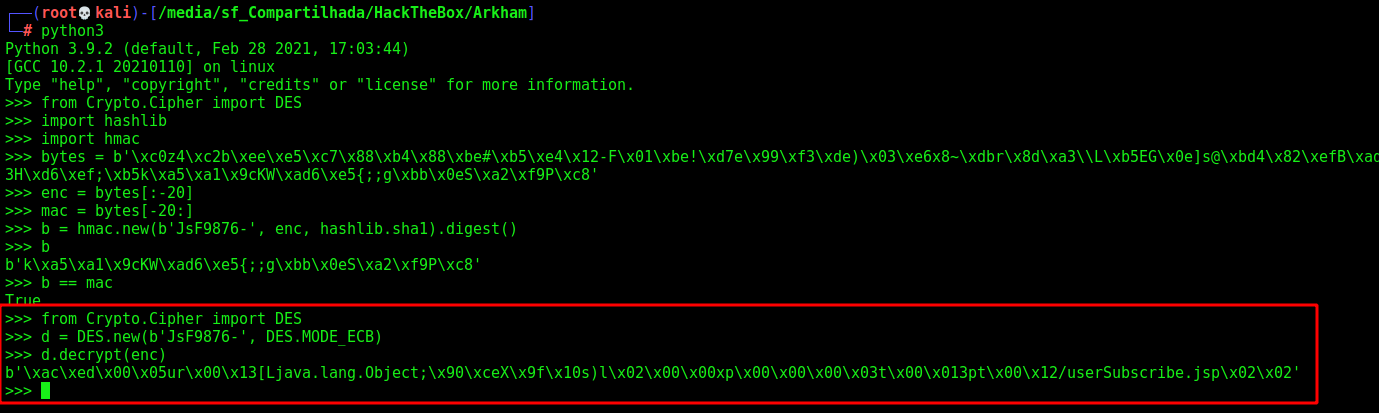 ┌──(root💀kali)-[/media/sf_Compartilhada/HackTheBox/Arkham]
└─# python3
Python 3.9.2 (default, Feb 28 2021, 17:03:44)
[GCC 10.2.1 20210110] on linux
Type "help", "copyright", "credits" or "license" for more information.
>>> from Crypto.Cipher import DES
>>> import hashlib
>>> import hmac
>>> bytes = b'\xc0z4\xc2b\xee\xe5\xc7\x88\xb4\x88\xbe#\xb5\xe4\x12-F\x01\xbe!\xd7e\x99\xf3\xde)\x03\xe6x8~\xdbr\x8d\xa3\\L\xb5EG\x0e]s@\xbd4\x82\xefB\xad
3H\xd6\xef;\xb5k\xa5\xa1\x9cKW\xad6\xe5{;;g\xbb\x0eS\xa2\xf9P\xc8'
>>> enc = bytes[:-20]
>>> mac = bytes[-20:]
>>> b = hmac.new(b'JsF9876-', enc, hashlib.sha1).digest()
>>> b
b'k\xa5\xa1\x9cKW\xad6\xe5{;;g\xbb\x0eS\xa2\xf9P\xc8'
>>> b == mac
True
>>> from Crypto.Cipher import DES
>>> d = DES.new(b'JsF9876-', DES.MODE_ECB)
>>> d.decrypt(enc)
b'\xac\xed\x00\x05ur\x00\x13[Ljava.lang.Object;\x90\xceX\x9f\x10s)l\x02\x00\x00xp\x00\x00\x00\x03t\x00\x013pt\x00\x12/userSubscribe.jsp\x02\x02'
>>>